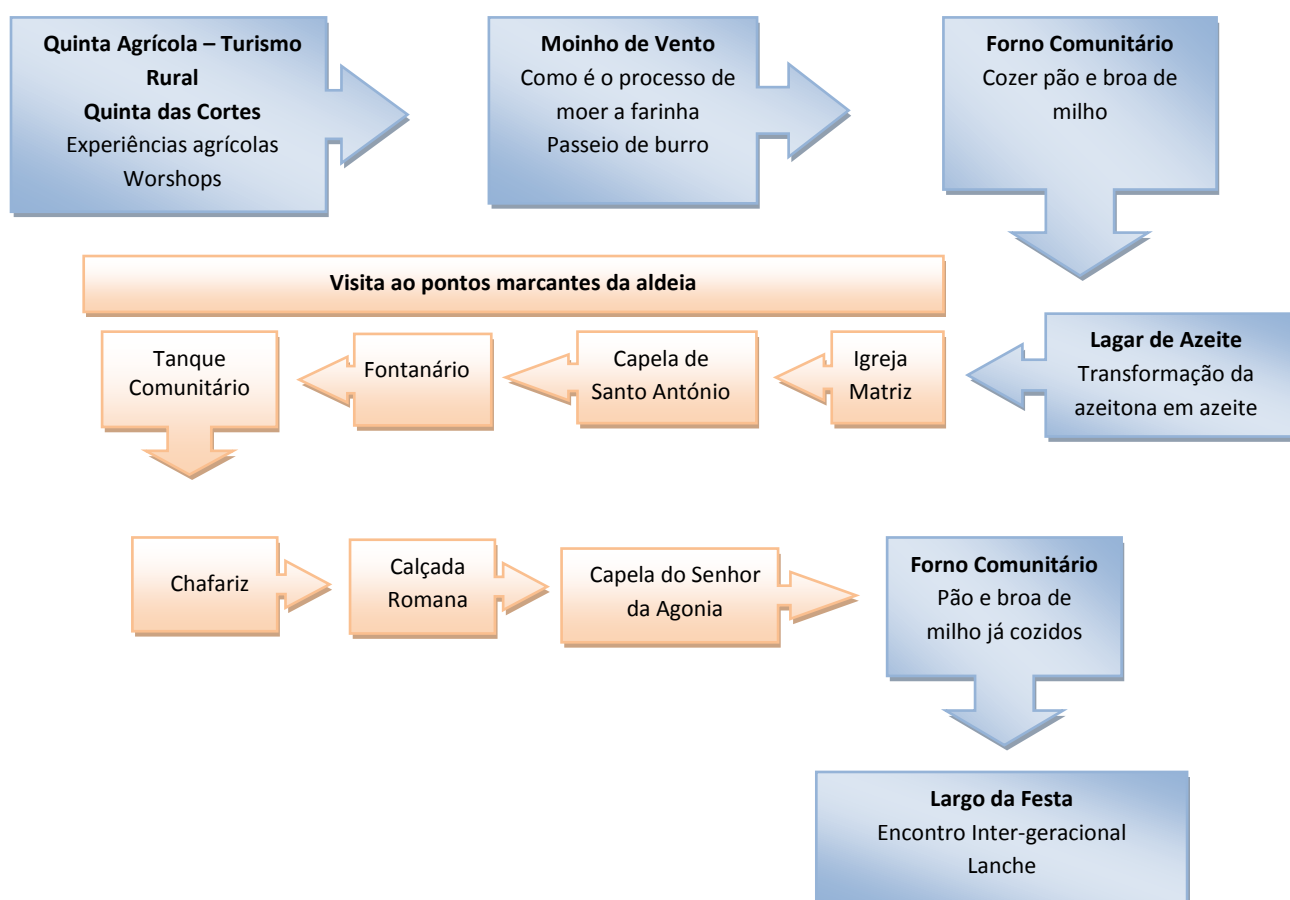 Quinta Agrícola – Turismo
Rural
Quinta das Cortes
Experiências agrícolas
Worshops
Moinho de Vento
Como é o processo de
moer a farinha
Passeio de burro
Forno Comunitário
Cozer pão e broa de
milho
Visita ao pontos marcantes da aldeia
Lagar de Azeite
Transformação da
azeitona em azeite
Igreja
Matriz
Capela de
Santo António
Fontanário
Tanque
Comunitário
Chafariz
Calçada
Romana
Capela do Senhor
da Agonia
Forno Comunitário
Pão e broa de
milho já cozidos
Largo da Festa
Encontro Inter-geracional
Lanche